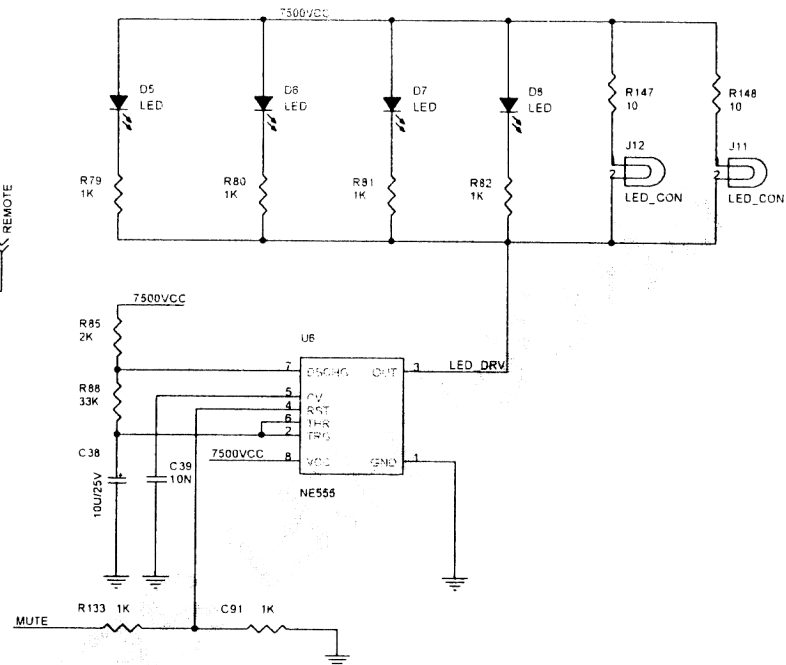 7500VCC
D5
LED
D6
LED
D7
LED
D8
LED
R147
10
R148
10
J12
J11
R79
1K
R80
1K
R81
1K
R82
1K
2
LED_CON
2
LED_CON
REMOTE
7500VCC
R85
2K
U6
7
DSCHG
OUT
3
LED_DRV
R88
33K
5
CV
4
RST
6
THR
2
TRG
C38
10U/25V
C39
10N
7500VCC
8
VCC
GND
1
NE555
R133
1K
C91
1K
MUTE